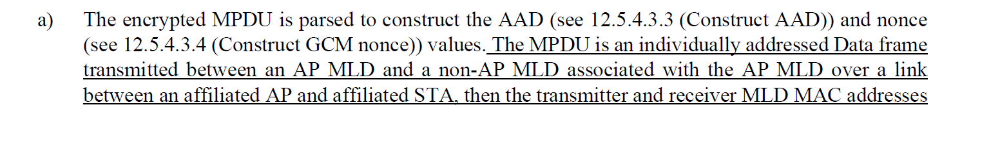 a) The encrypted MPDU is parsed to construct the AAD (see 12.5.4.3.3 (Construct AAD)) and nonce
(see 12.5.4.3.4 (Construct GCM nonce)) values. The MPDU is an individually addressed Data frame
transmitted between an AP MLD and a non-AP MLD associated with the AP MLD over a link
between an affiliated AP and affiliated STA, then the transmitter and receiver MLD MAC addresses